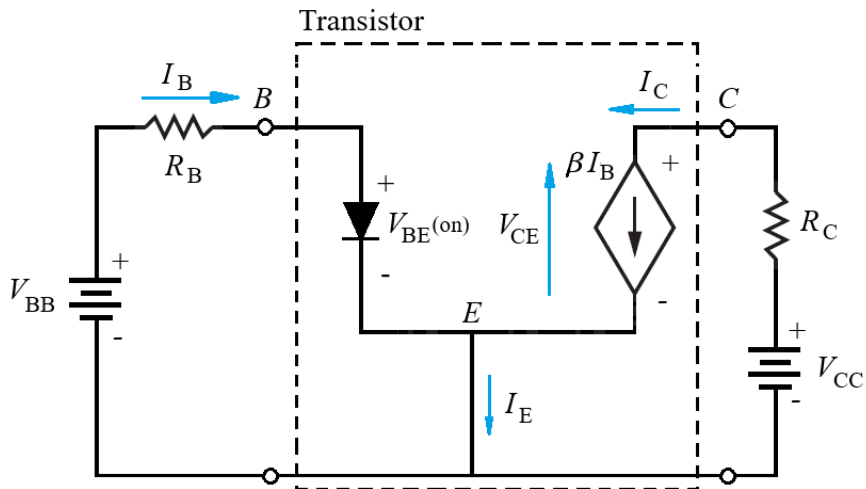 Transistor
I_B
B
I_C
C
R_B
+
βI_B
+
V_BE(on)
V_CE
R_C
V_BB
+
-
-
E
-
+
V_CC
-
I_E